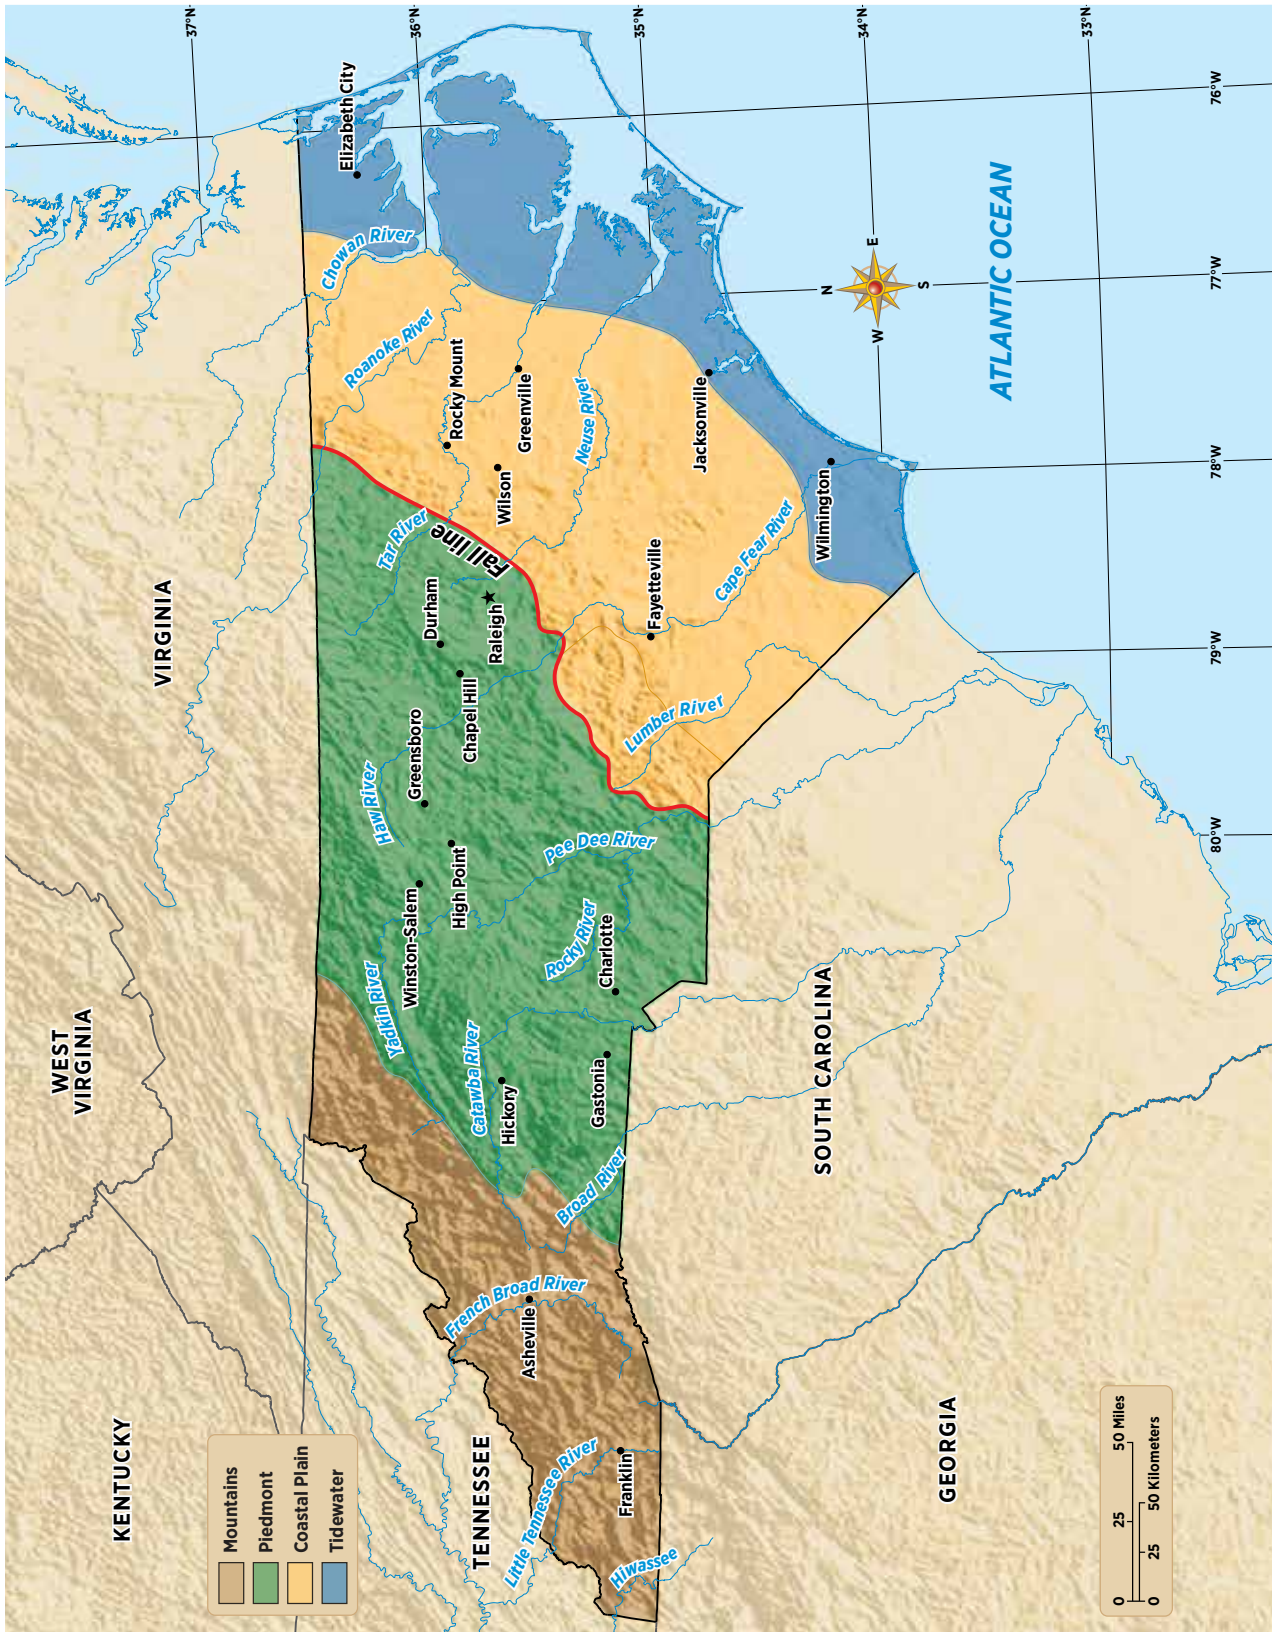 37°N
36°N
35°N
34°N
33°N
76°W
77°W
78°W
79°W
80°W
KENTUCKY
WEST
VIRGINIA
VIRGINIA
TENNESSEE
SOUTH CAROLINA
GEORGIA
ATLANTIC OCEAN
N
E
S
W
Elizabeth City
Chowan River
Roanoke River
Rocky Mount
Greenville
Wilson
Neuse River
Jacksonville
Wilmington
Cape Fear River
Fayetteville
Lumber River
Tar River
Fall line
Durham
Raleigh
Chapel Hill
Greensboro
Haw River
High Point
Winston-Salem
Pee Dee River
Rocky River
Charlotte
Yadkin River
Catawba River
Hickory
Gastonia
Broad River
French Broad River
Asheville
Little Tennessee River
Franklin
Hiwassee
Mountains
Piedmont
Coastal Plain
Tidewater
0 25 50 Miles
0 25 50 Kilometers